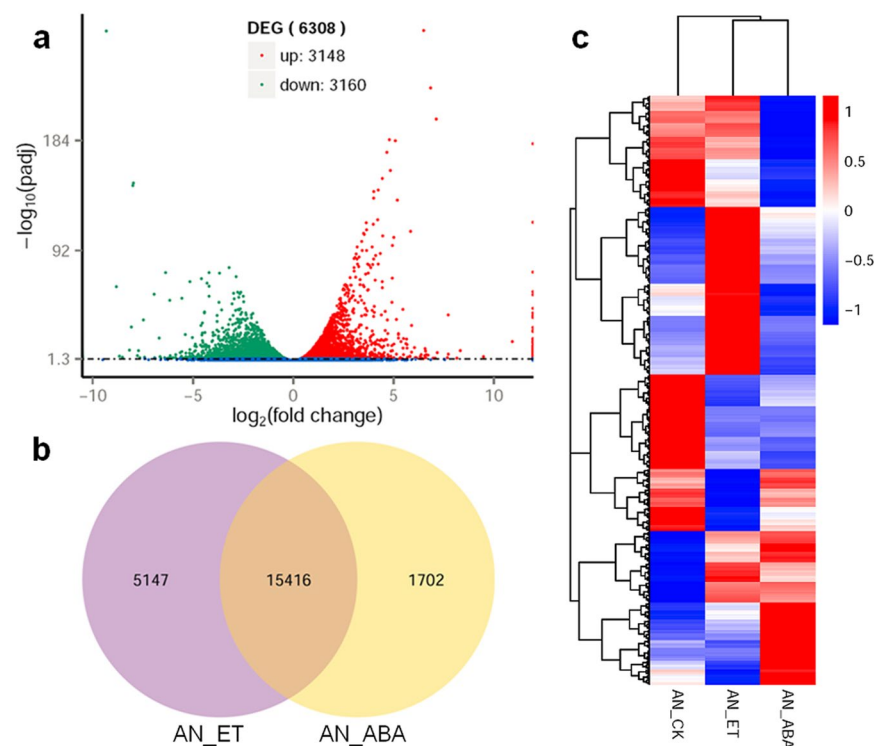 a
DEG ( 6308 )
up: 3148
down: 3160
184
92
1.3
−log10(padj)
−10
−5
0
5
10
log2(fold change)
b
5147
15416
1702
AN_ET
AN_ABA
c
1
0.5
0
−0.5
−1
AN_CK
AN_ET
AN_ABA